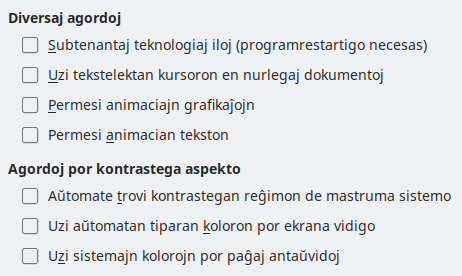 Diversaj agordoj
Subtenantaj teknologiaj iloj (programrestartigo necesas)
Uzi tekstelektan kursoron en nurlegaj dokumentoj
Permesi animaciajn grafikaĵojn
Permesi animacian tekston
Agordoj por kontrastega aspekto
Aŭtomate trovi kontrastegan reĝimon de mastruma sistemo
Uzi aŭtomatan tiparan koloron por ekrana vidigo
Uzi sistemajn kolorojn por paĝaj antaŭvidoj